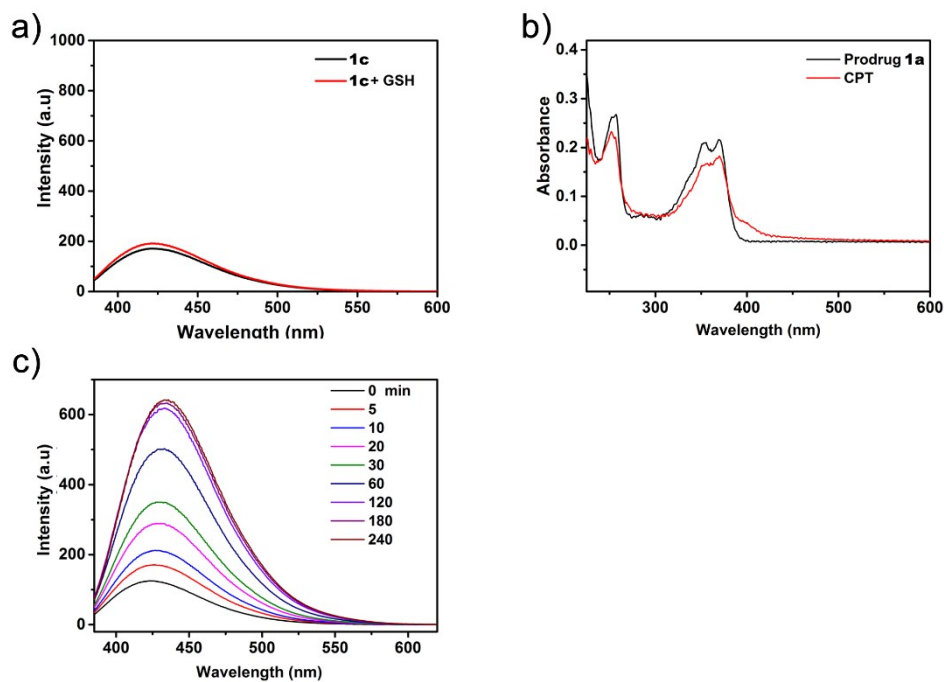 a)
1000
800
600
400
200
0
400
450
500
550
600
Intensity (a.u)
Wavelength (nm)
1c
1c + GSH
b)
0.4
0.3
0.2
0.1
0.0
300
400
500
600
Absorbance
Wavelength (nm)
Prodrug 1a
CPT
c)
600
400
200
0
400
450
500
550
600
Intensity (a.u)
Wavelength (nm)
0 min
5
10
20
30
60
120
180
240